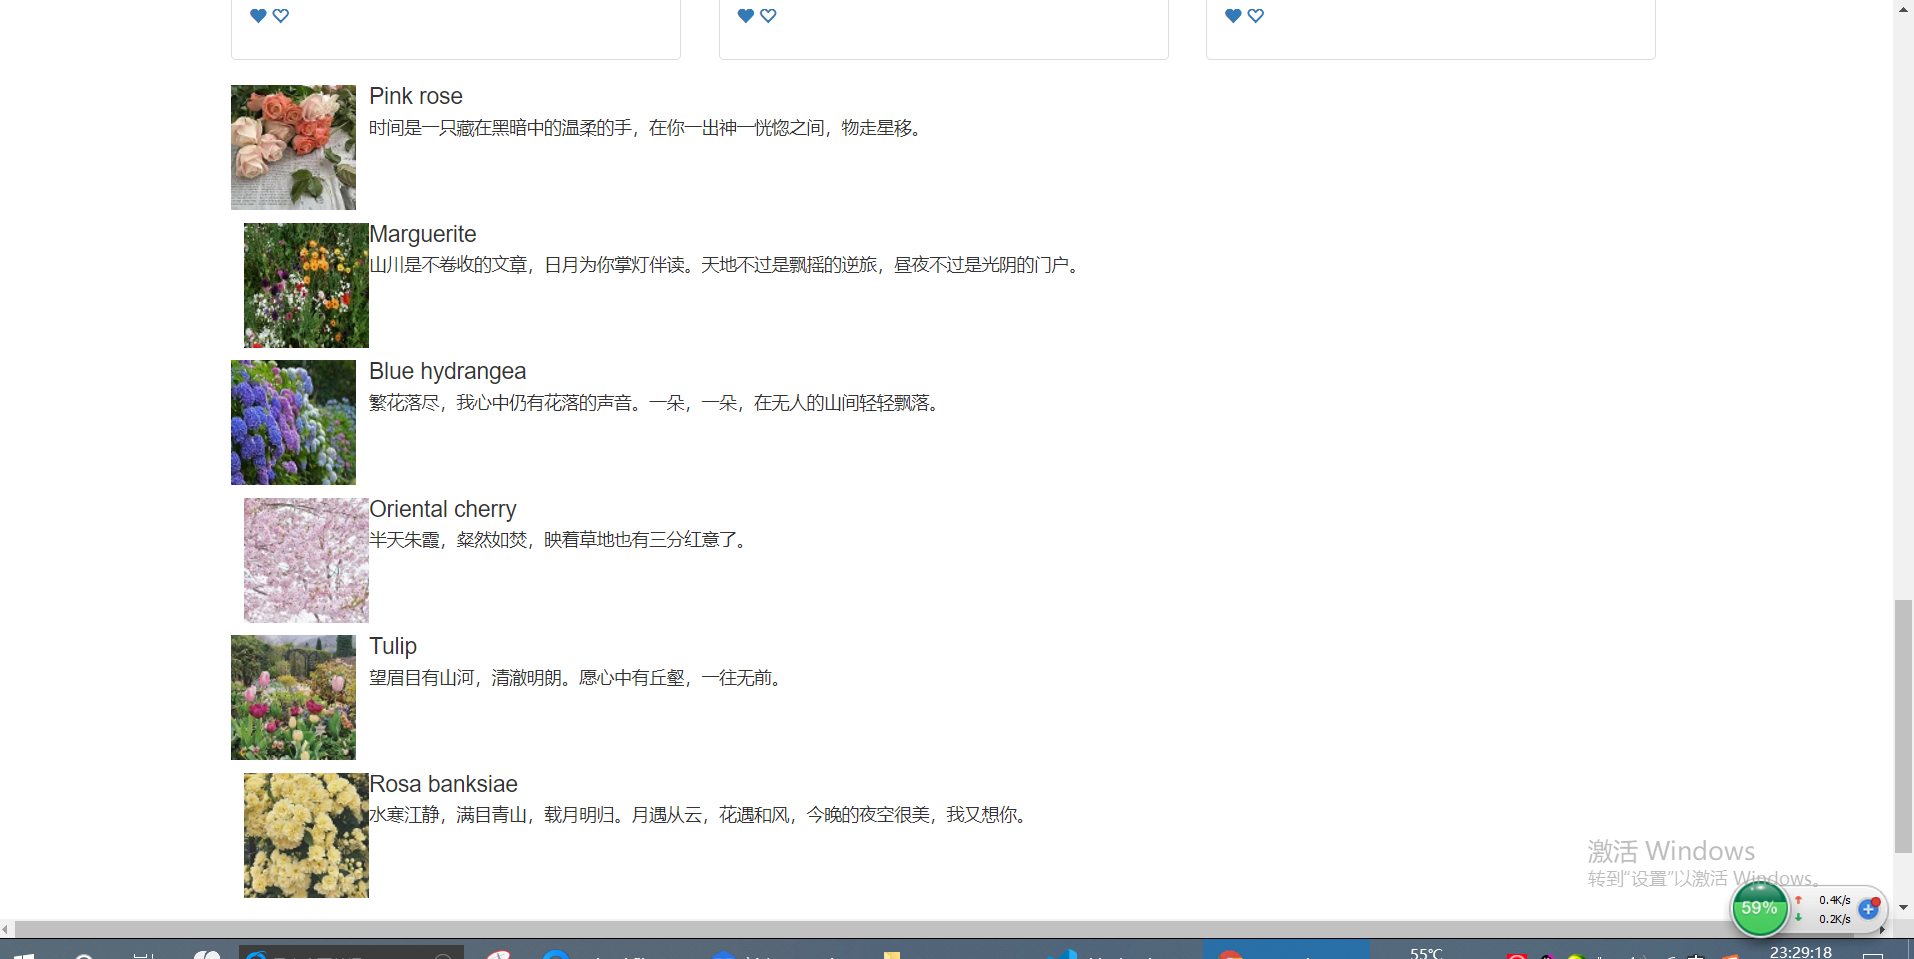 Pink rose
时间是一只藏在黑暗中的温柔的手，在你一出神一恍惚之间，物走星移。
Marguerite
山川是不卷收的文章，日月为你掌灯伴读。天地不过是飘摇的逆旅，昼夜不过是光阴的门户。
Blue hydrangea
繁花落尽，我心中仍有花落的声音。一朵，一朵，在无人的山间轻轻飘落。
Oriental cherry
半天朱霞，粲然如焚，映着草地也有三分红意了。
Tulip
望眉目有山河，清澈明朗。愿心中有丘壑，一往无前。
Rosa banksiae
水寒江静，满目青山，载月明归。月遇从云，花遇和风，今晚的夜空很美，我又想你。
激活 Windows
转到“设置”以激活 Windows。
59%
0.4K/s
0.2K/s
55℃
23:29:18